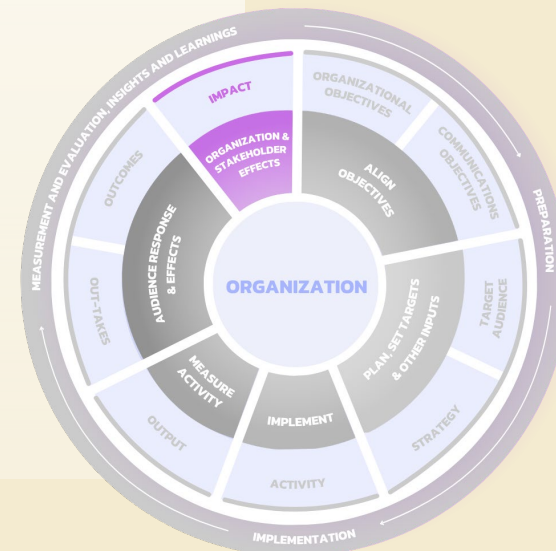 MEASUREMENT AND EVALUATION, INSIGHTS AND LEARNINGS
PREPARATION
IMPLEMENTATION
IMPACT
ORGANIZATIONAL
OBJECTIVES
COMMUNICATIONS
OBJECTIVES
TARGET
AUDIENCE
STRATEGY
ACTIVITY
OUTPUT
OUT-TAKES
OUTCOMES
ORGANIZATION &
STAKEHOLDER
EFFECTS
ALIGN
OBJECTIVES
PLAN, SET TARGETS
& OTHER INPUTS
IMPLEMENT
MEASURE
ACTIVITY
AUDIENCE RESPONSE
& EFFECTS
ORGANIZATION